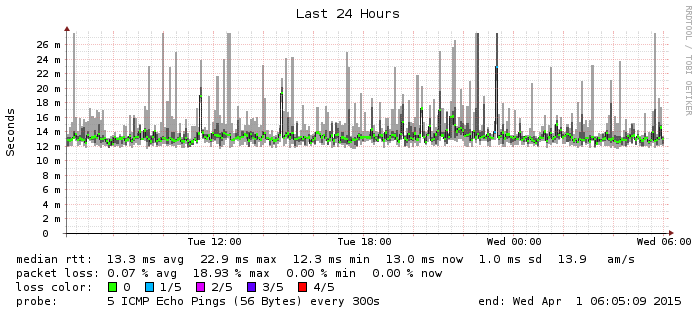 Last 24 Hours
RRDTOOL / TOBI OETIKER
Seconds
26 m
24 m
22 m
20 m
18 m
16 m
14 m
12 m
10 m
8 m
6 m
4 m
2 m
0
Tue 12:00 Tue 18:00 Wed 00:00 Wed 06:00
median rtt: 13.3 ms avg 22.9 ms max 12.3 ms min 13.0 ms now 1.0 ms sd 13.9 am/s
packet loss: 0.07 % avg 18.93 % max 0.00 % min 0.00 % now
loss color: 0 1/5 2/5 3/5 4/5
probe: 5 ICMP Echo Pings (56 Bytes) every 300s end: Wed Apr 1 06:05:09 2015